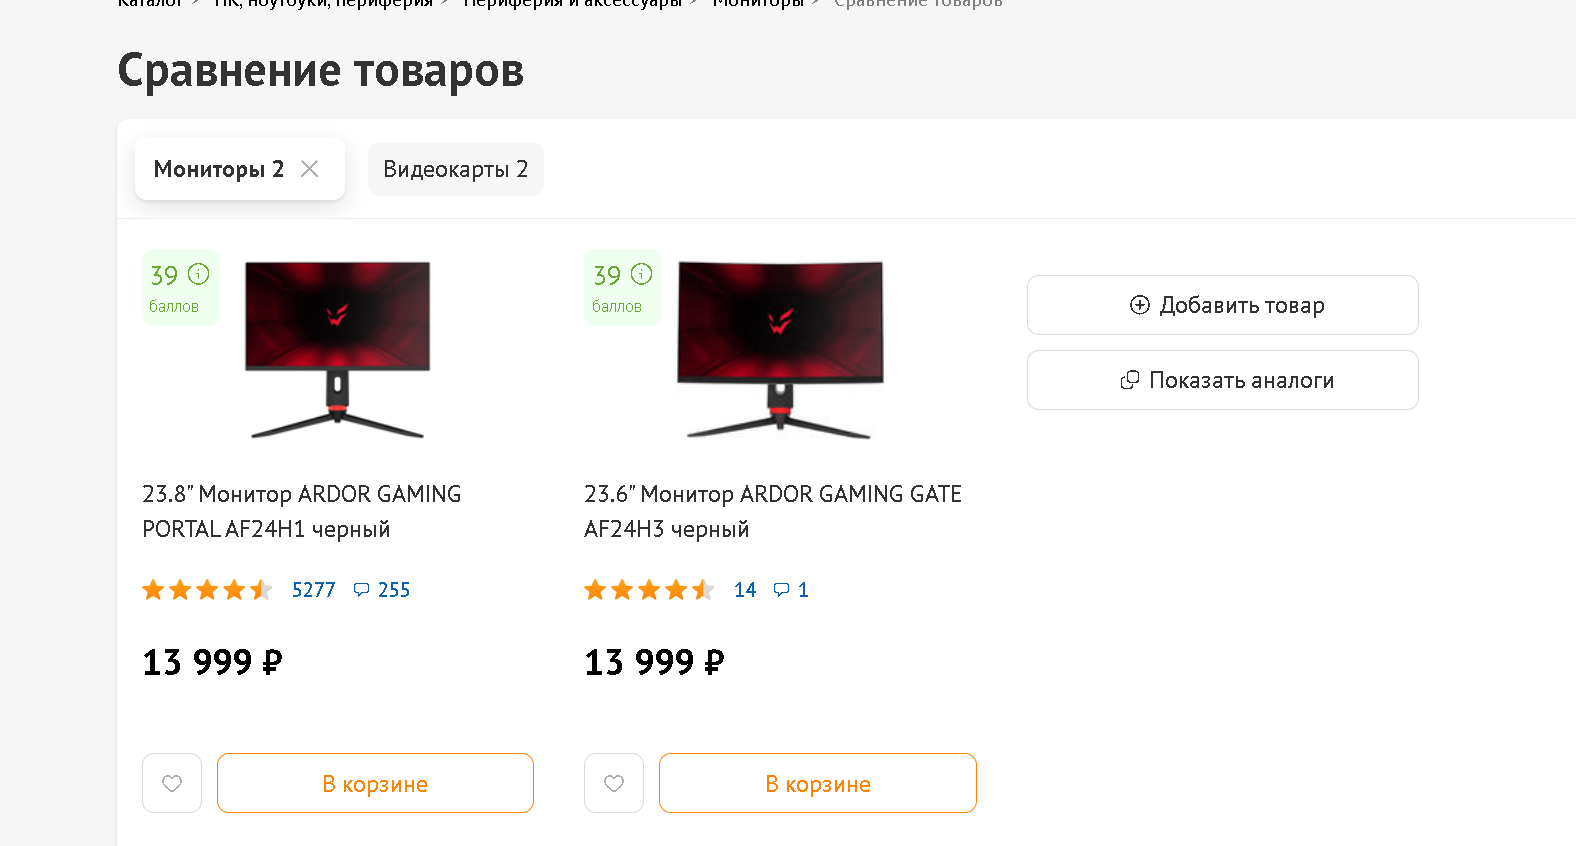 Каталог > ПК, ноутбуки, периферия > Периферия и аксессуары > Мониторы > Сравнение товаров
Сравнение товаров
Мониторы 2
Видеокарты 2
39
баллов
39
баллов
Добавить товар
Показать аналоги
23.8" Монитор ARDOR GAMING
PORTAL AF24H1 черный
23.6" Монитор ARDOR GAMING GATE
AF24H3 черный
5277 255
14 1
13 999 ₽
13 999 ₽
В корзине
В корзине